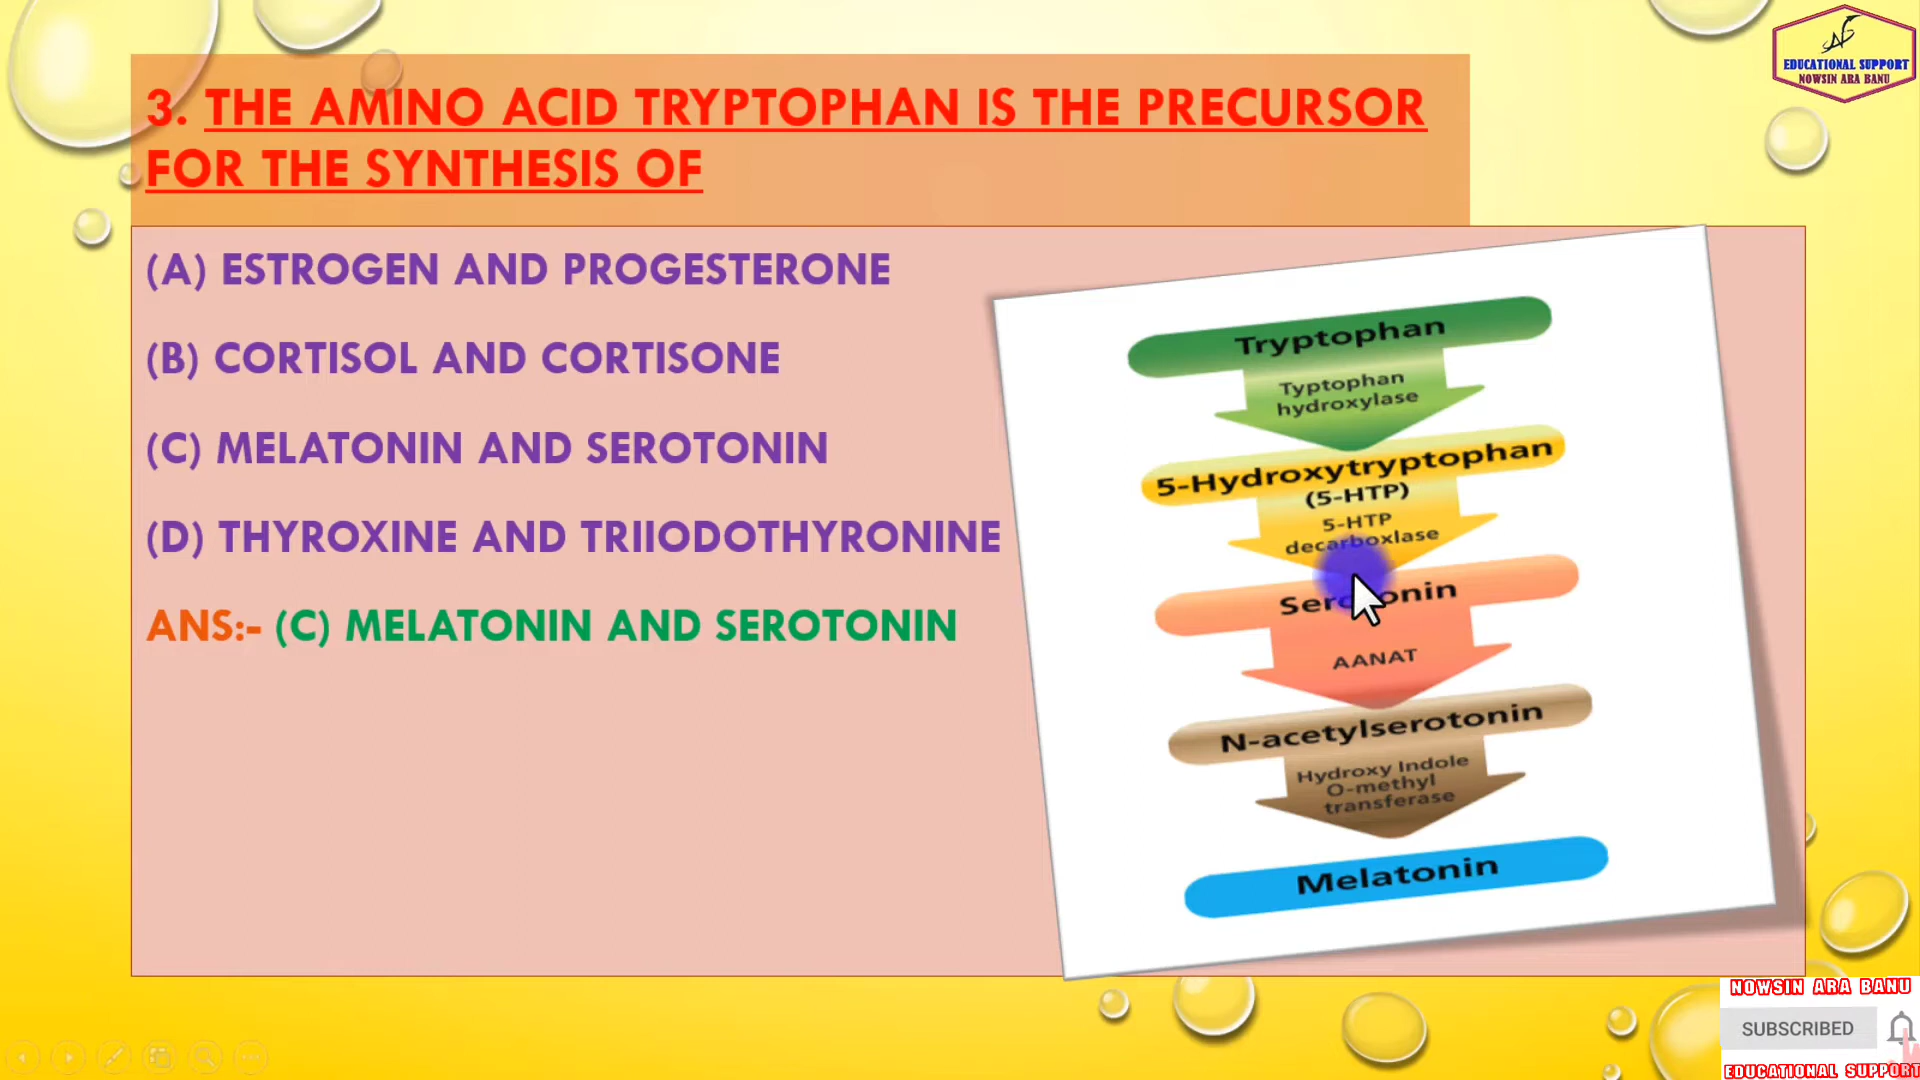 3. THE AMINO ACID TRYPTOPHAN IS THE PRECURSOR
FOR THE SYNTHESIS OF
(A) ESTROGEN AND PROGESTERONE
(B) CORTISOL AND CORTISONE
(C) MELATONIN AND SEROTONIN
(D) THYROXINE AND TRIIODOTHYRONINE
ANS:- (C) MELATONIN AND SEROTONIN
Tryptophan
Typtophan
hydroxylase
5-Hydroxytryptophan
(5-HTP)
5-HTP
decarboxlase
Serotonin
AANAT
N-acetylserotonin
Hydroxy Indole
O-methyl
transferase
Melatonin
EDUCATIONAL SUPPORT
NOWSIN ARA BANU
NOWSIN ARA BANU
SUBSCRIBED
EDUCATIONAL SUPPORT